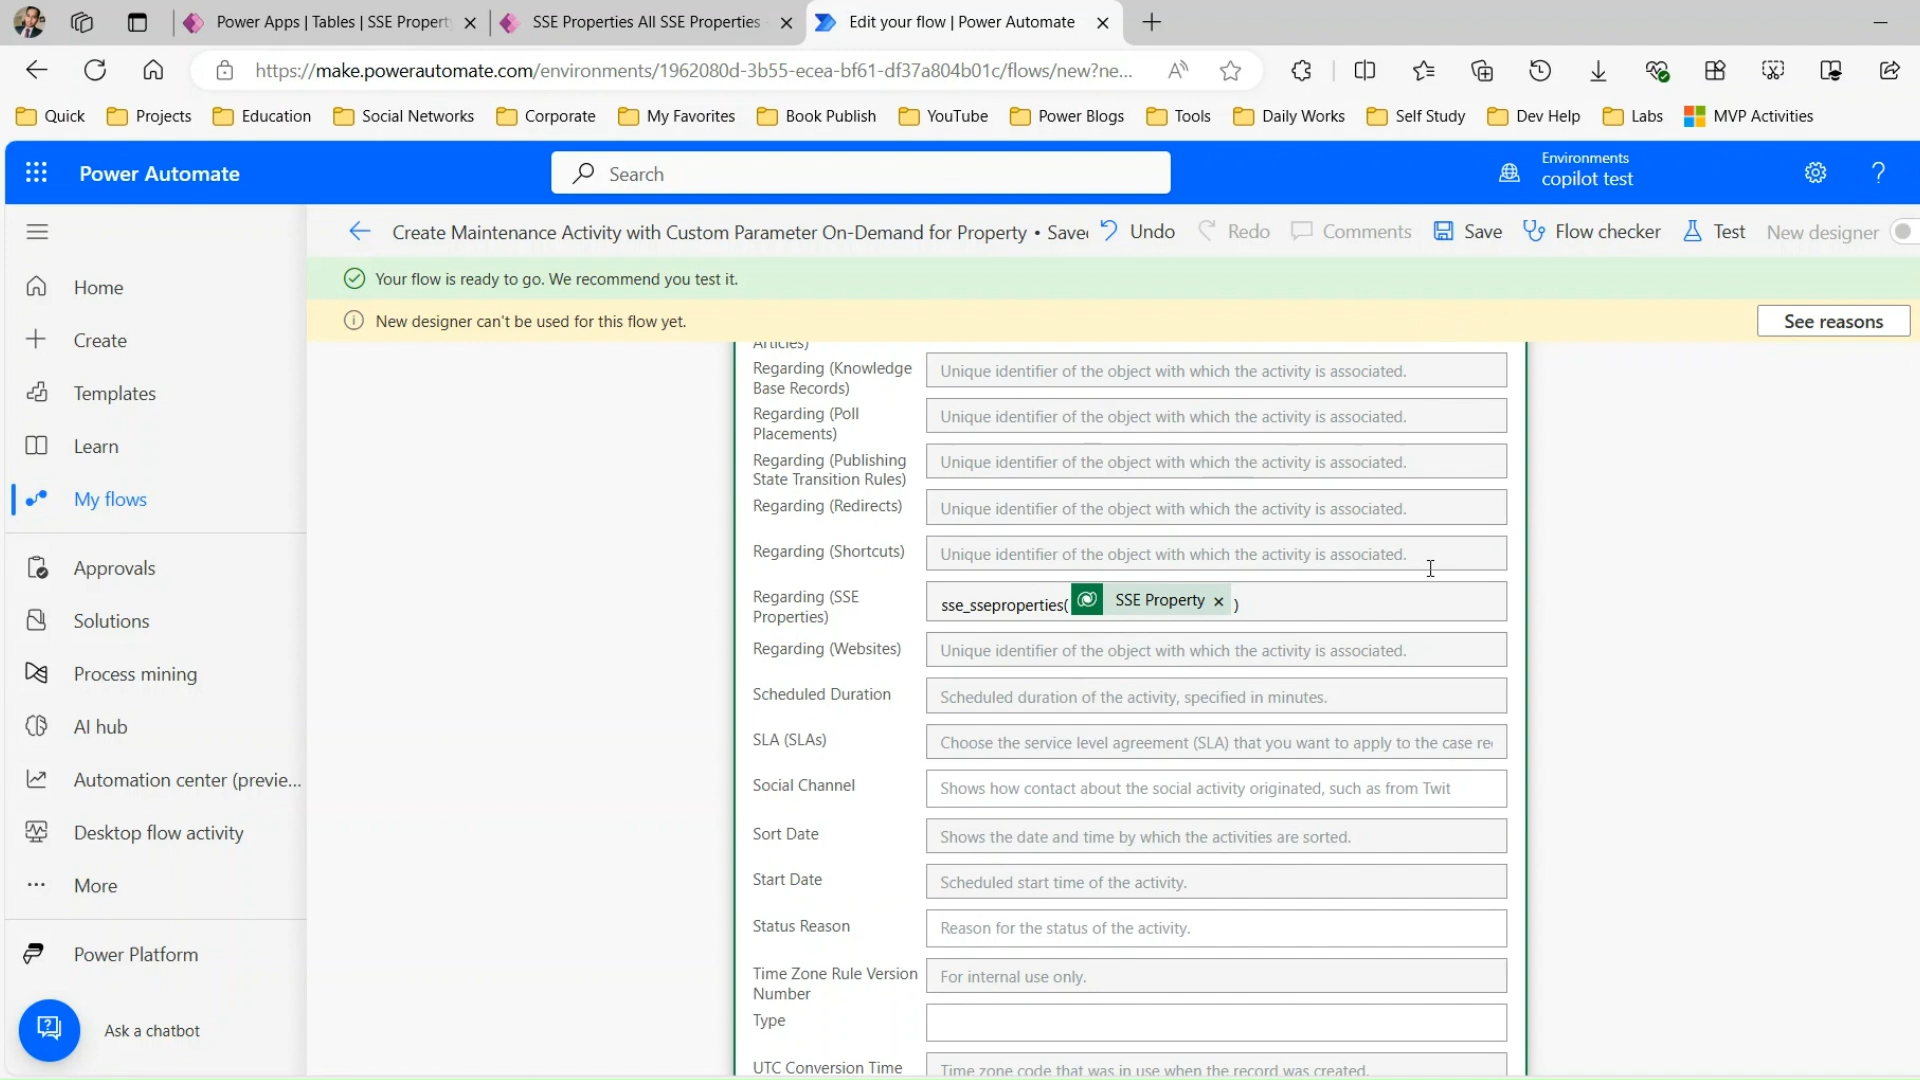 Power Apps | Tables | SSE Propert
SSE Properties All SSE Properties
Edit your flow | Power Automate
https://make.powerautomate.com/environments/1962080d-3b55-ecea-bf61-df37a804b01c/flows/new?ne...
Quick
Projects
Education
Social Networks
Corporate
My Favorites
Book Publish
YouTube
Power Blogs
Tools
Daily Works
Self Study
Dev Help
Labs
MVP Activities
Power Automate
Search
Environments
copilot test
Create Maintenance Activity with Custom Parameter On-Demand for Property • Saved
Undo
Redo
Comments
Save
Flow checker
Test
New designer
Your flow is ready to go. We recommend you test it.
New designer can't be used for this flow yet.
See reasons
Home
Create
Templates
Learn
My flows
Approvals
Solutions
Process mining
AI hub
Automation center (previe...
Desktop flow activity
More
Power Platform
Ask a chatbot
Articles)
Regarding (Knowledge
Base Records)
Unique identifier of the object with which the activity is associated.
Regarding (Poll
Placements)
Unique identifier of the object with which the activity is associated.
Regarding (Publishing
State Transition Rules)
Unique identifier of the object with which the activity is associated.
Regarding (Redirects)
Unique identifier of the object with which the activity is associated.
Regarding (Shortcuts)
Unique identifier of the object with which the activity is associated.
Regarding (SSE
Properties)
sse_sseproperties( SSE Property × )
Regarding (Websites)
Unique identifier of the object with which the activity is associated.
Scheduled Duration
Scheduled duration of the activity, specified in minutes.
SLA (SLAs)
Choose the service level agreement (SLA) that you want to apply to the case re
Social Channel
Shows how contact about the social activity originated, such as from Twit
Sort Date
Shows the date and time by which the activities are sorted.
Start Date
Scheduled start time of the activity.
Status Reason
Reason for the status of the activity.
Time Zone Rule Version
Number
For internal use only.
Type
UTC Conversion Time
Time zone code that was in use when the record was created.